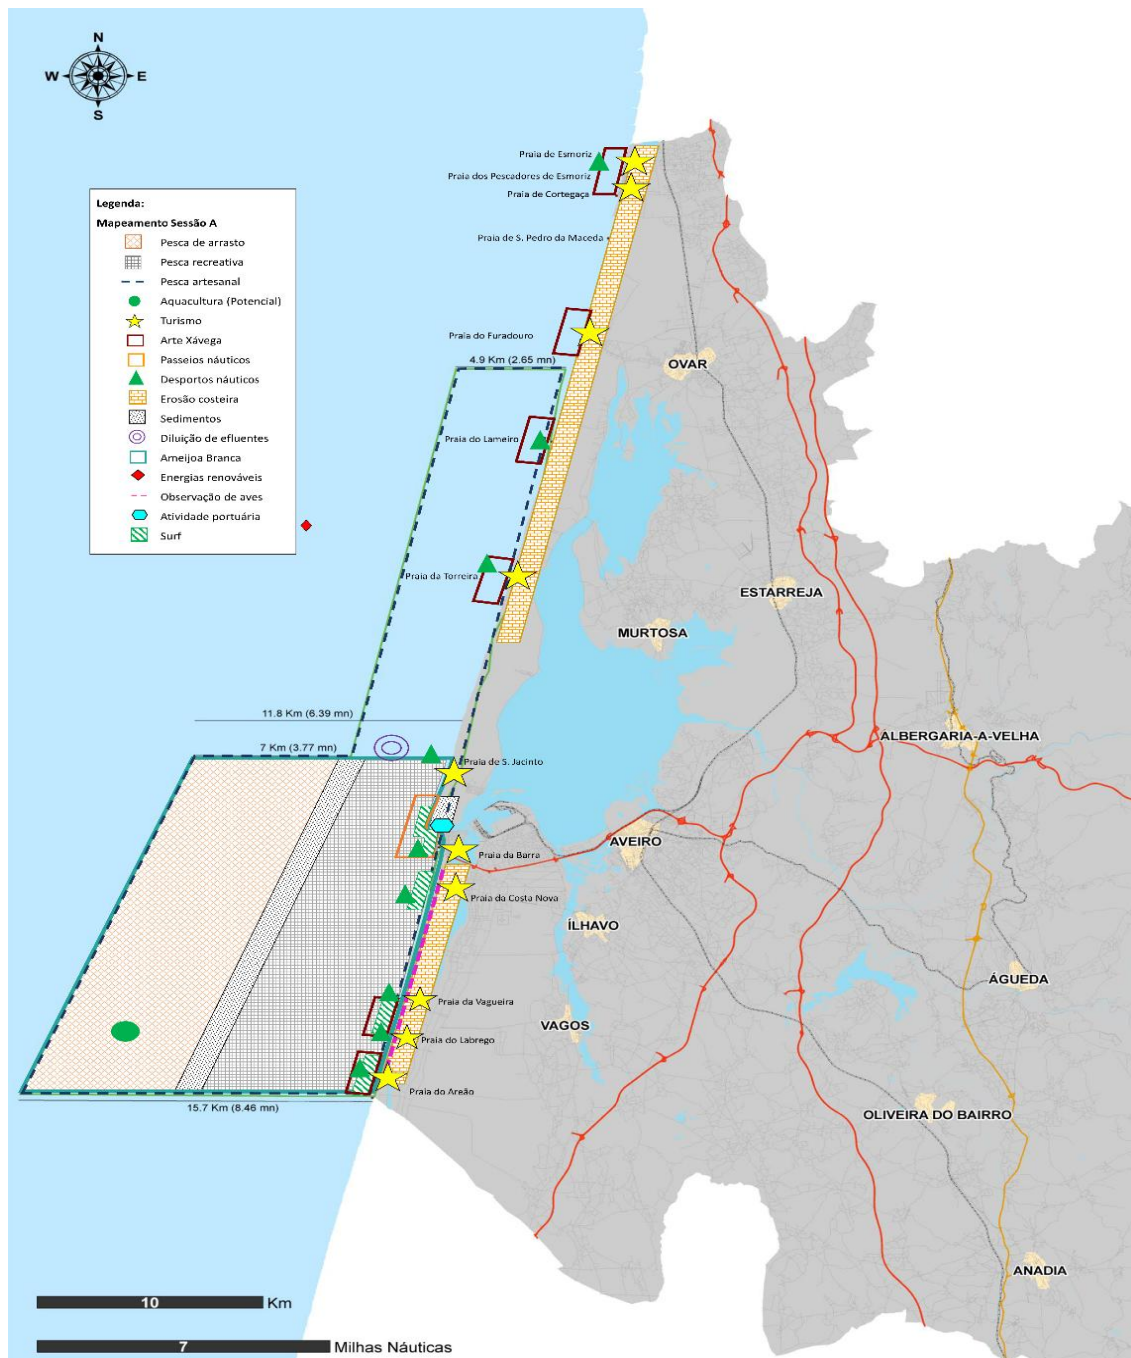 N
W
E
S
Legenda:
Mapeamento Sessão A
Pesca de arrasto
Pesca recreativa
Pesca artesanal
Aquacultura (Potencial)
Turismo
Arte Xávega
Passeios náuticos
Desportos náuticos
Erosão costeira
Sedimentos
Diluição de efluentes
Ameijoa Branca
Energias renováveis
Observação de aves
Atividade portuária
Surf
Praia de Esmoriz
Praia dos Pescadores de Esmoriz
Praia de Cortegaça
Praia de S. Pedro da Maceda
Praia do Furadouro
4.9 Km (2.65 mn)
OVAR
Praia do Lameiro
Praia da Torreira
ESTARREJA
MURTOSA
11.8 Km (6.39 mn)
7 Km (3.77 mn)
ALBERGARIA-A-VELHA
Praia de S. Jacinto
AVEIRO
Praia da Barra
Praia da Costa Nova
ÍLHAVO
ÁGUEDA
Praia da Vagueira
VAGOS
Praia do Labrego
Praia do Areão
15.7 Km (8.46 mn)
OLIVEIRA DO BAIRRO
ANADIA
10 Km
7 Milhas Náuticas